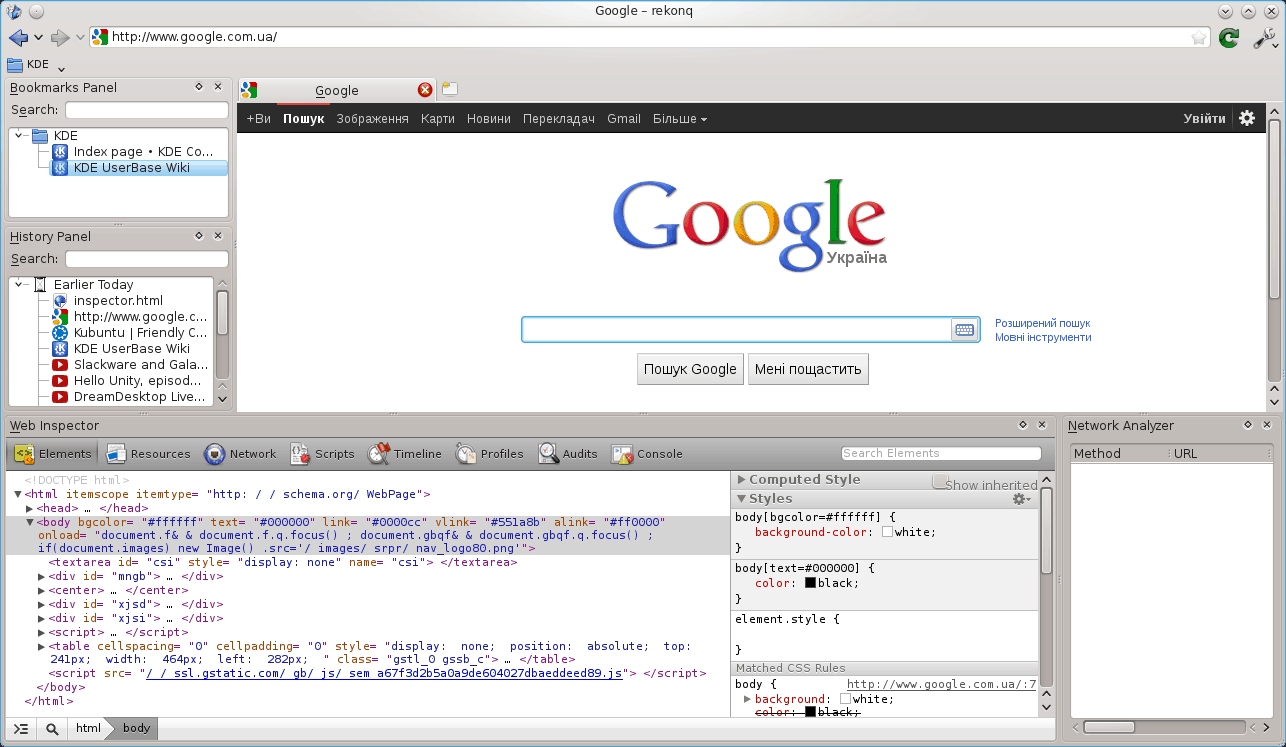 Google – rekonq
http://www.google.com.ua/
KDE
Bookmarks Panel
Search:
KDE
Index page • KDE Co...
KDE UserBase Wiki
History Panel
Search:
Earlier Today
inspector.html
http://www.google.c...
Kubuntu | Friendly C...
KDE UserBase Wiki
Slackware and Gala...
Hello Unity, episod...
DreamDesktop Live...
Google
+Ви Пошук Зображення Карти Новини Перекладач Gmail Більше Увійти
Google
Україна
Розширений пошук
Мовні інструменти
Пошук Google Мені пощастить
Web Inspector
Elements Resources Network Scripts Timeline Profiles Audits Console Search Elements
<!DOCTYPE html>
<html itemscope itemtype= "http: / / schema.org/ WebPage">
<head> … </head>
<body bgcolor= "#ffffff" text= "#000000" link= "#0000cc" vlink= "#551a8b" alink= "#ff0000"
onload= "document.f& & document.f.q.focus() ; document.gbqf& & document.gbqf.q.focus() ;
if(document.images) new Image() .src='/ images/ srpr/ nav_logo80.png'">
<textarea id= "csi" style= "display: none" name= "csi"> </textarea>
<div id= "mngb"> … </div>
<center> … </center>
<div id= "xjsd"> … </div>
<div id= "xjsi"> … </div>
<script> … </script>
<table cellspacing= "0" cellpadding= "0" style= "display: none; position: absolute; top:
241px; width: 464px; left: 282px; " class= "gstl_0 gssb_c"> … </table>
<script src= "/ / ssl.gstatic.com/ gb/ js/ sem_a67f3d2b5a0a9de604027dbaeddeed89.js"> </script>
</body>
</html>
html body
Computed Style Show inherited
Styles
body[bgcolor=#ffffff] {
background-color: white;
}
body[text=#000000] {
color: black;
}
element.style {
}
Matched CSS Rules
body { http://www.google.com.ua/:7
background: white;
color: black;
Network Analyzer
Method URL